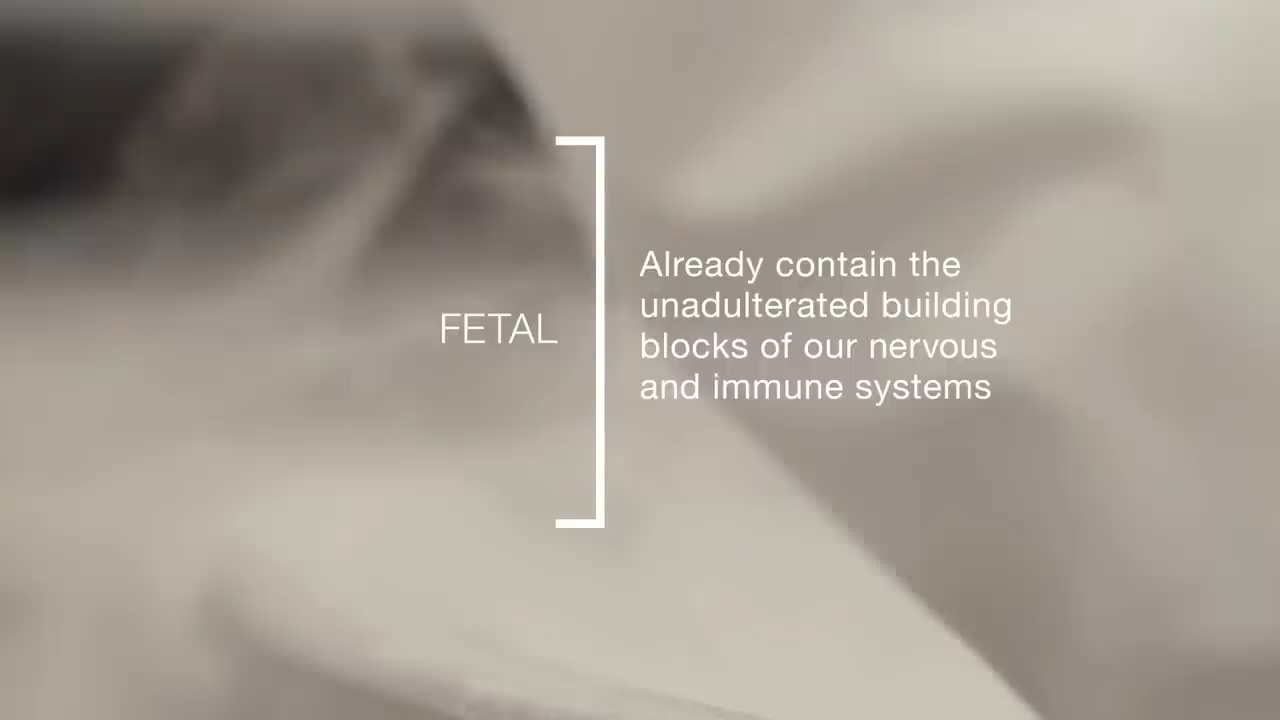 FETAL
Already contain the
unadulterated building
blocks of our nervous
and immune systems